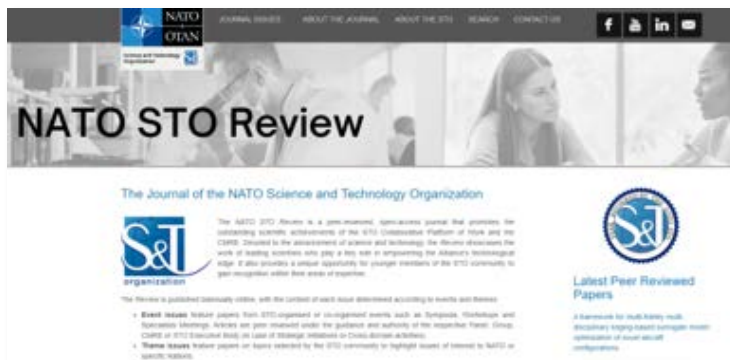 NATO
OTAN
JOURNAL ISSUES ABOUT THE JOURNAL ABOUT THE STO SEARCH CONTACT US
Science and Technology
Organization
NATO STO Review
The Journal of the NATO Science and Technology Organization
S&T
organization
The NATO STO Review is a peer-reviewed, open-access journal that promotes the
outstanding scientific achievements of the STO Collaborative Platform of Work and the
CMRE. Devoted to the advancement of science and technology, the Review showcases the
work of leading scientists who play a key role in empowering the Alliance's technological
edge. It also provides a unique opportunity for younger members of the STO community to
gain recognition within their areas of expertise.
The Review is published biannually online, with the content of each issue determined according to events and themes:
Event issues feature papers from STO-organised or co-organised events such as Symposia, Workshops and
Specialists Meetings. Articles are peer reviewed under the guidance and authority of the respective Panel, Group,
CMRE or STO Executive Body (in case of Strategic Initiatives or Cross-domain activities).
Theme issues feature papers on topics selected by the STO community to highlight issues of interest to NATO or
specific nations.
S&T
Latest Peer Reviewed
Papers
A framework for multi-fidelity multi-
disciplinary kriging-based surrogate model
optimization of novel aircraft
configurations